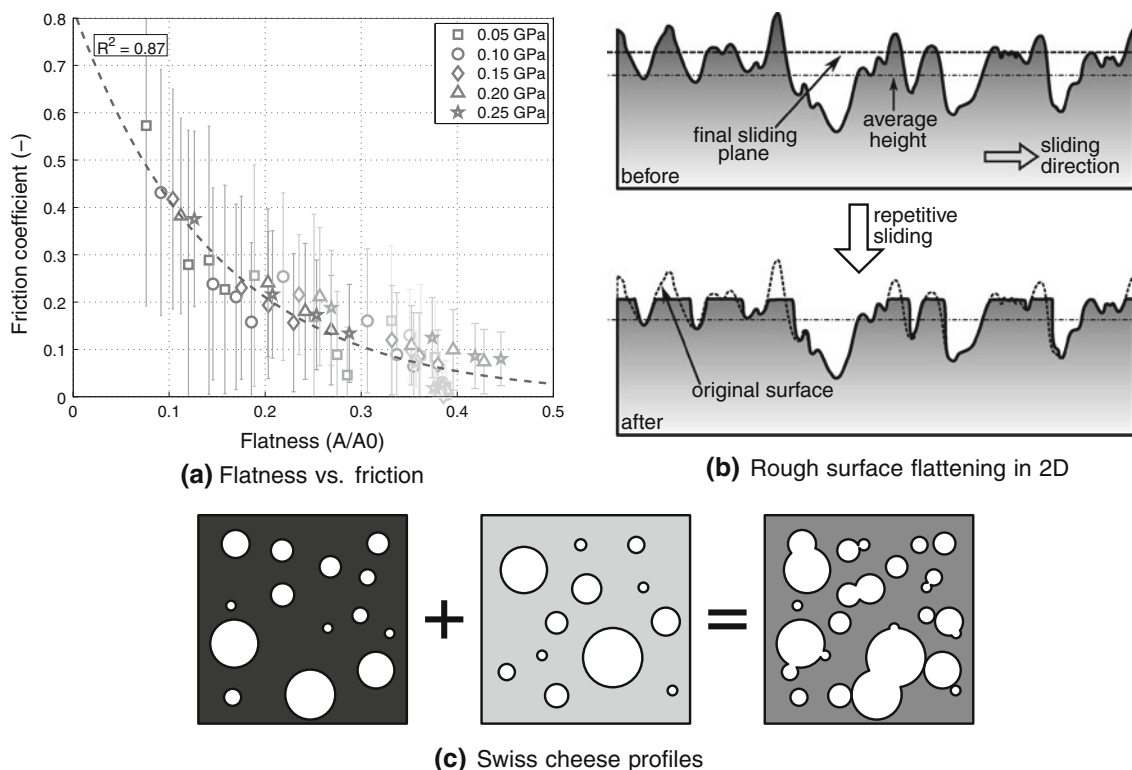 0.8
0.7
0.6
0.5
0.4
0.3
0.2
0.1
0
Friction coefficient (–)
R² = 0.87
0.05 GPa
0.10 GPa
0.15 GPa
0.20 GPa
0.25 GPa
0 0.1 0.2 0.3 0.4 0.5
Flatness (A/A0)
(a) Flatness vs. friction
final sliding
plane
average
height
sliding
direction
before
repetitive
sliding
original surface
after
(b) Rough surface flattening in 2D
+ =
(c) Swiss cheese profiles